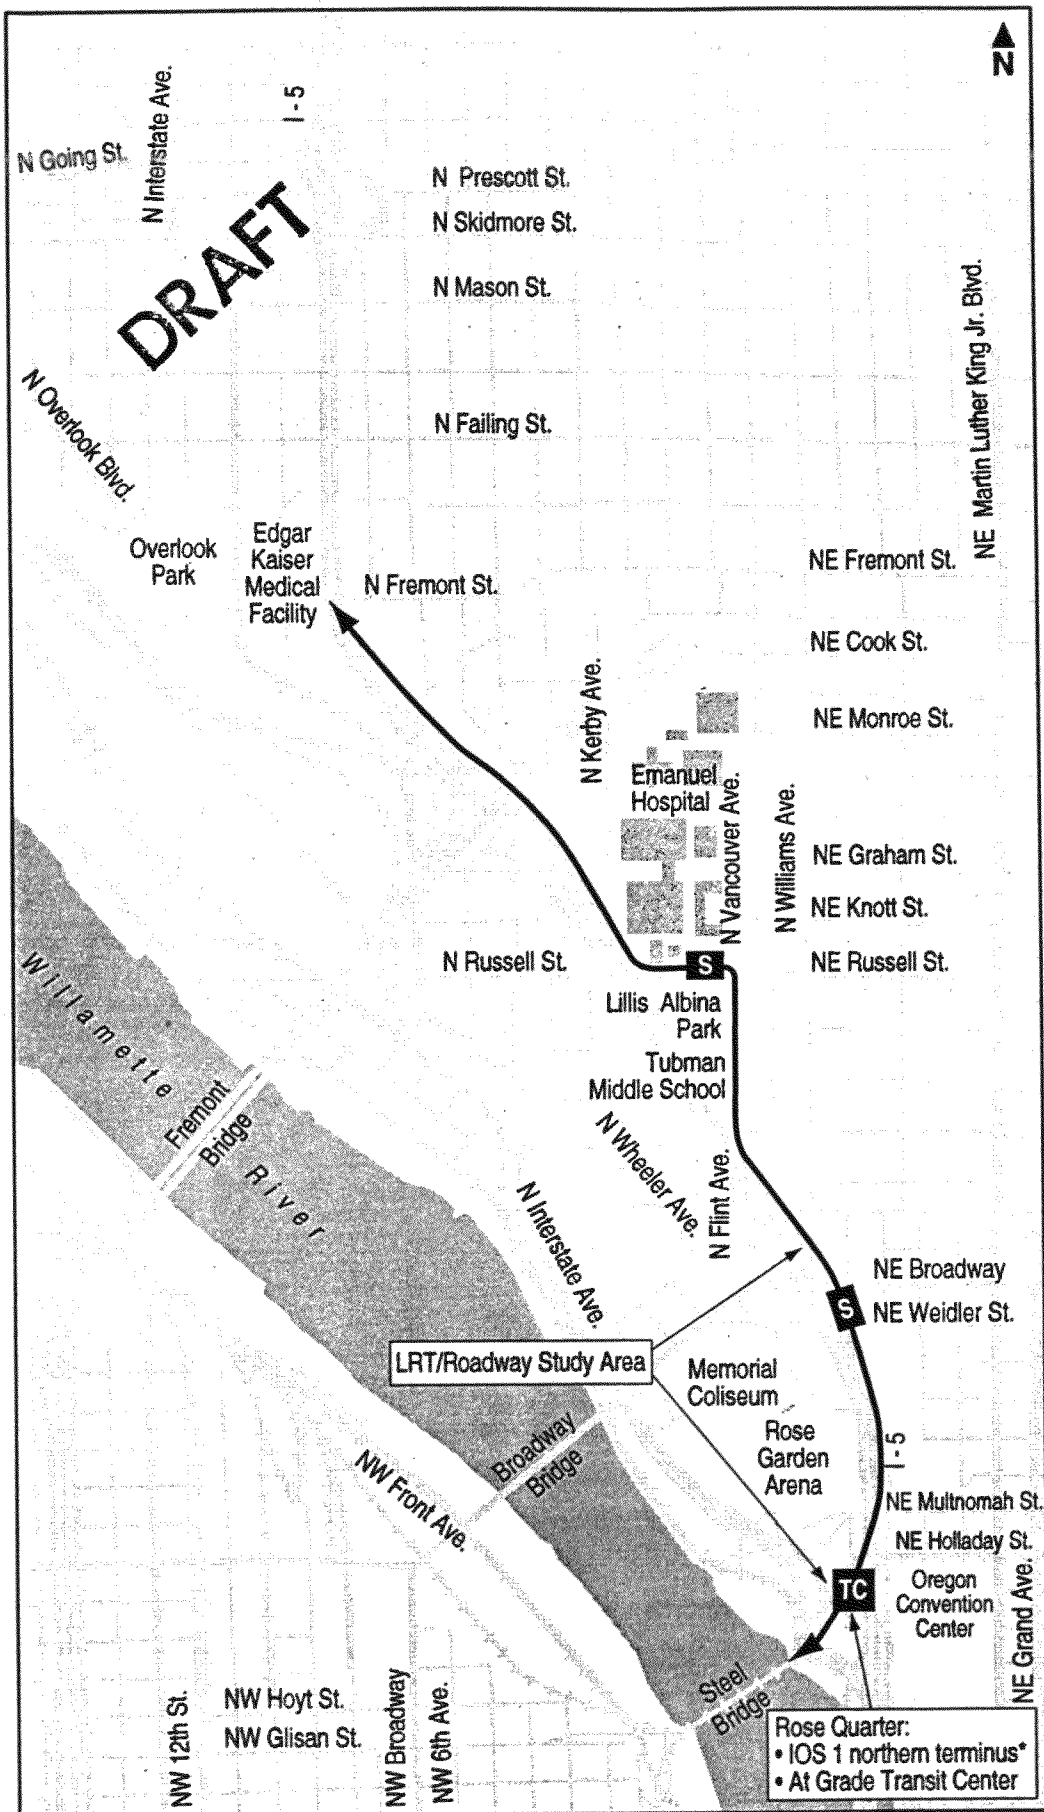 N
N Interstate Ave.
I - 5
N Going St.
N Prescott St.
N Skidmore St.
DRAFT
N Mason St.
NE Martin Luther King Jr. Blvd.
N Overlook Blvd.
N Failing St.
Overlook
Park
Edgar
Kaiser
Medical
Facility
N Fremont St.
NE Fremont St.
NE Cook St.
N Kerby Ave.
NE Monroe St.
Emanuel
Hospital
N Vancouver Ave.
N Williams Ave.
NE Graham St.
NE Knott St.
N Russell St.
S
NE Russell St.
Lillis Albina
Park
Tubman
Middle School
Willamette
River
Fremont
Bridge
N Wheeler Ave.
N Flint Ave.
N Interstate Ave.
NE Broadway
S
NE Weidler St.
LRT/Roadway Study Area
Memorial
Coliseum
Rose
Garden
Arena
I - 5
Broadway
Bridge
NW Front Ave.
NE Multnomah St.
NE Holladay St.
TC
Oregon
Convention
Center
NE Grand Ave.
Steel
Bridge
NW 12th St.
NW Hoyt St.
NW Glisan St.
NW Broadway
NW 6th Ave.
Rose Quarter:
• IOS 1 northern terminus*
• At Grade Transit Center